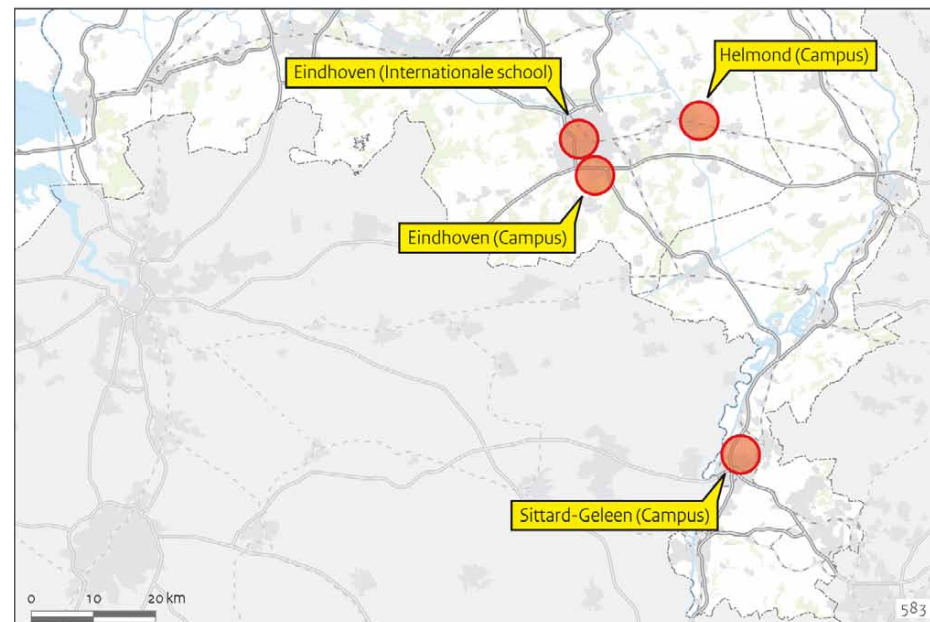 Helmond (Campus)
Eindhoven (Internationale school)
Eindhoven (Campus)
Sittard-Geleen (Campus)
0 10 20 km
583